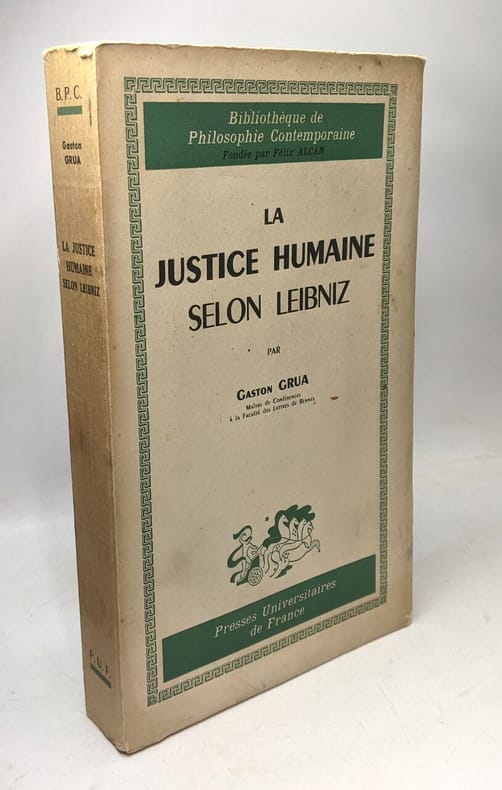 B.P.C.
Gaston
GRUA
LA JUSTICE
HUMAINE
SELON LEIBNIZ
P.U.F.
Bibliothèque de
Philosophie Contemporaine
Fondée par Félix ALCAN
LA
JUSTICE HUMAINE
SELON LEIBNIZ
PAR
GASTON GRUA
Maître de Conférences
à la Faculté des Lettres de Rennes
Presses Universitaires
de France